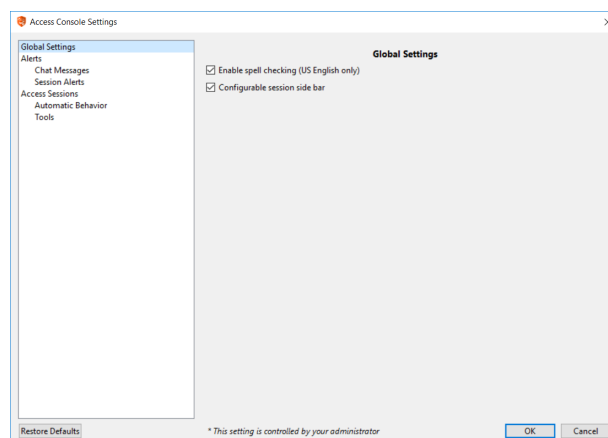 Access Console Settings
Global Settings
Alerts
Chat Messages
Session Alerts
Access Sessions
Automatic Behavior
Tools
Global Settings
Enable spell checking (US English only)
Configurable session side bar
Restore Defaults
* This setting is controlled by your administrator
OK
Cancel